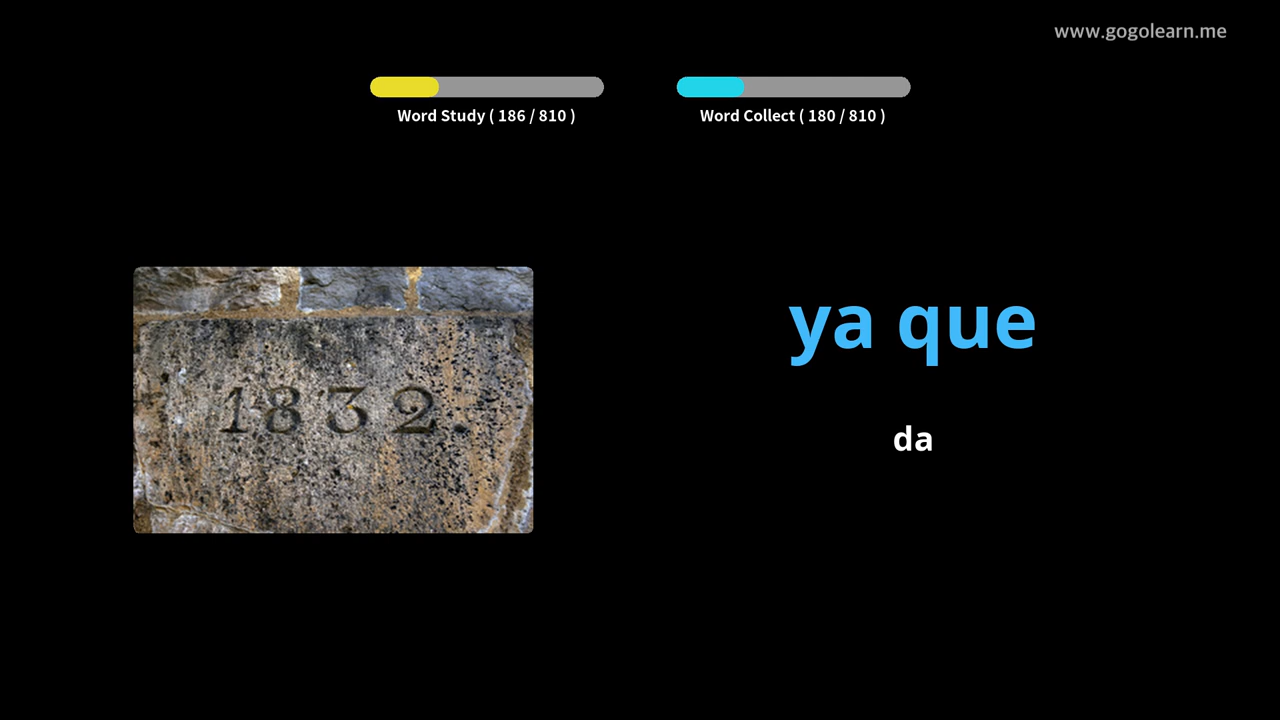 www.gogolearn.me
Word Study ( 186 / 810 )
Word Collect ( 180 / 810 )
1832.
ya que
da